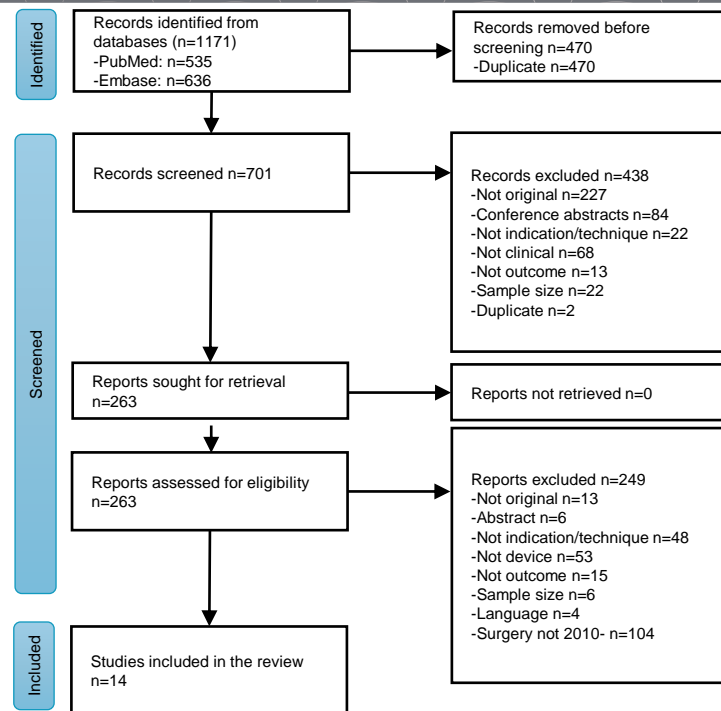 Identified
Records identified from
databases (n=1171)
-PubMed: n=535
-Embase: n=636
Records removed before
screening n=470
-Duplicate n=470
Screened
Records screened n=701
Records excluded n=438
-Not original n=227
-Conference abstracts n=84
-Not indication/technique n=22
-Not clinical n=68
-Not outcome n=13
-Sample size n=22
-Duplicate n=2
Reports sought for retrieval
n=263
Reports not retrieved n=0
Reports assessed for eligibility
n=263
Reports excluded n=249
-Not original n=13
-Abstract n=6
-Not indication/technique n=48
-Not device n=53
-Not outcome n=15
-Sample size n=6
-Language n=4
-Surgery not 2010- n=104
Included
Studies included in the review
n=14